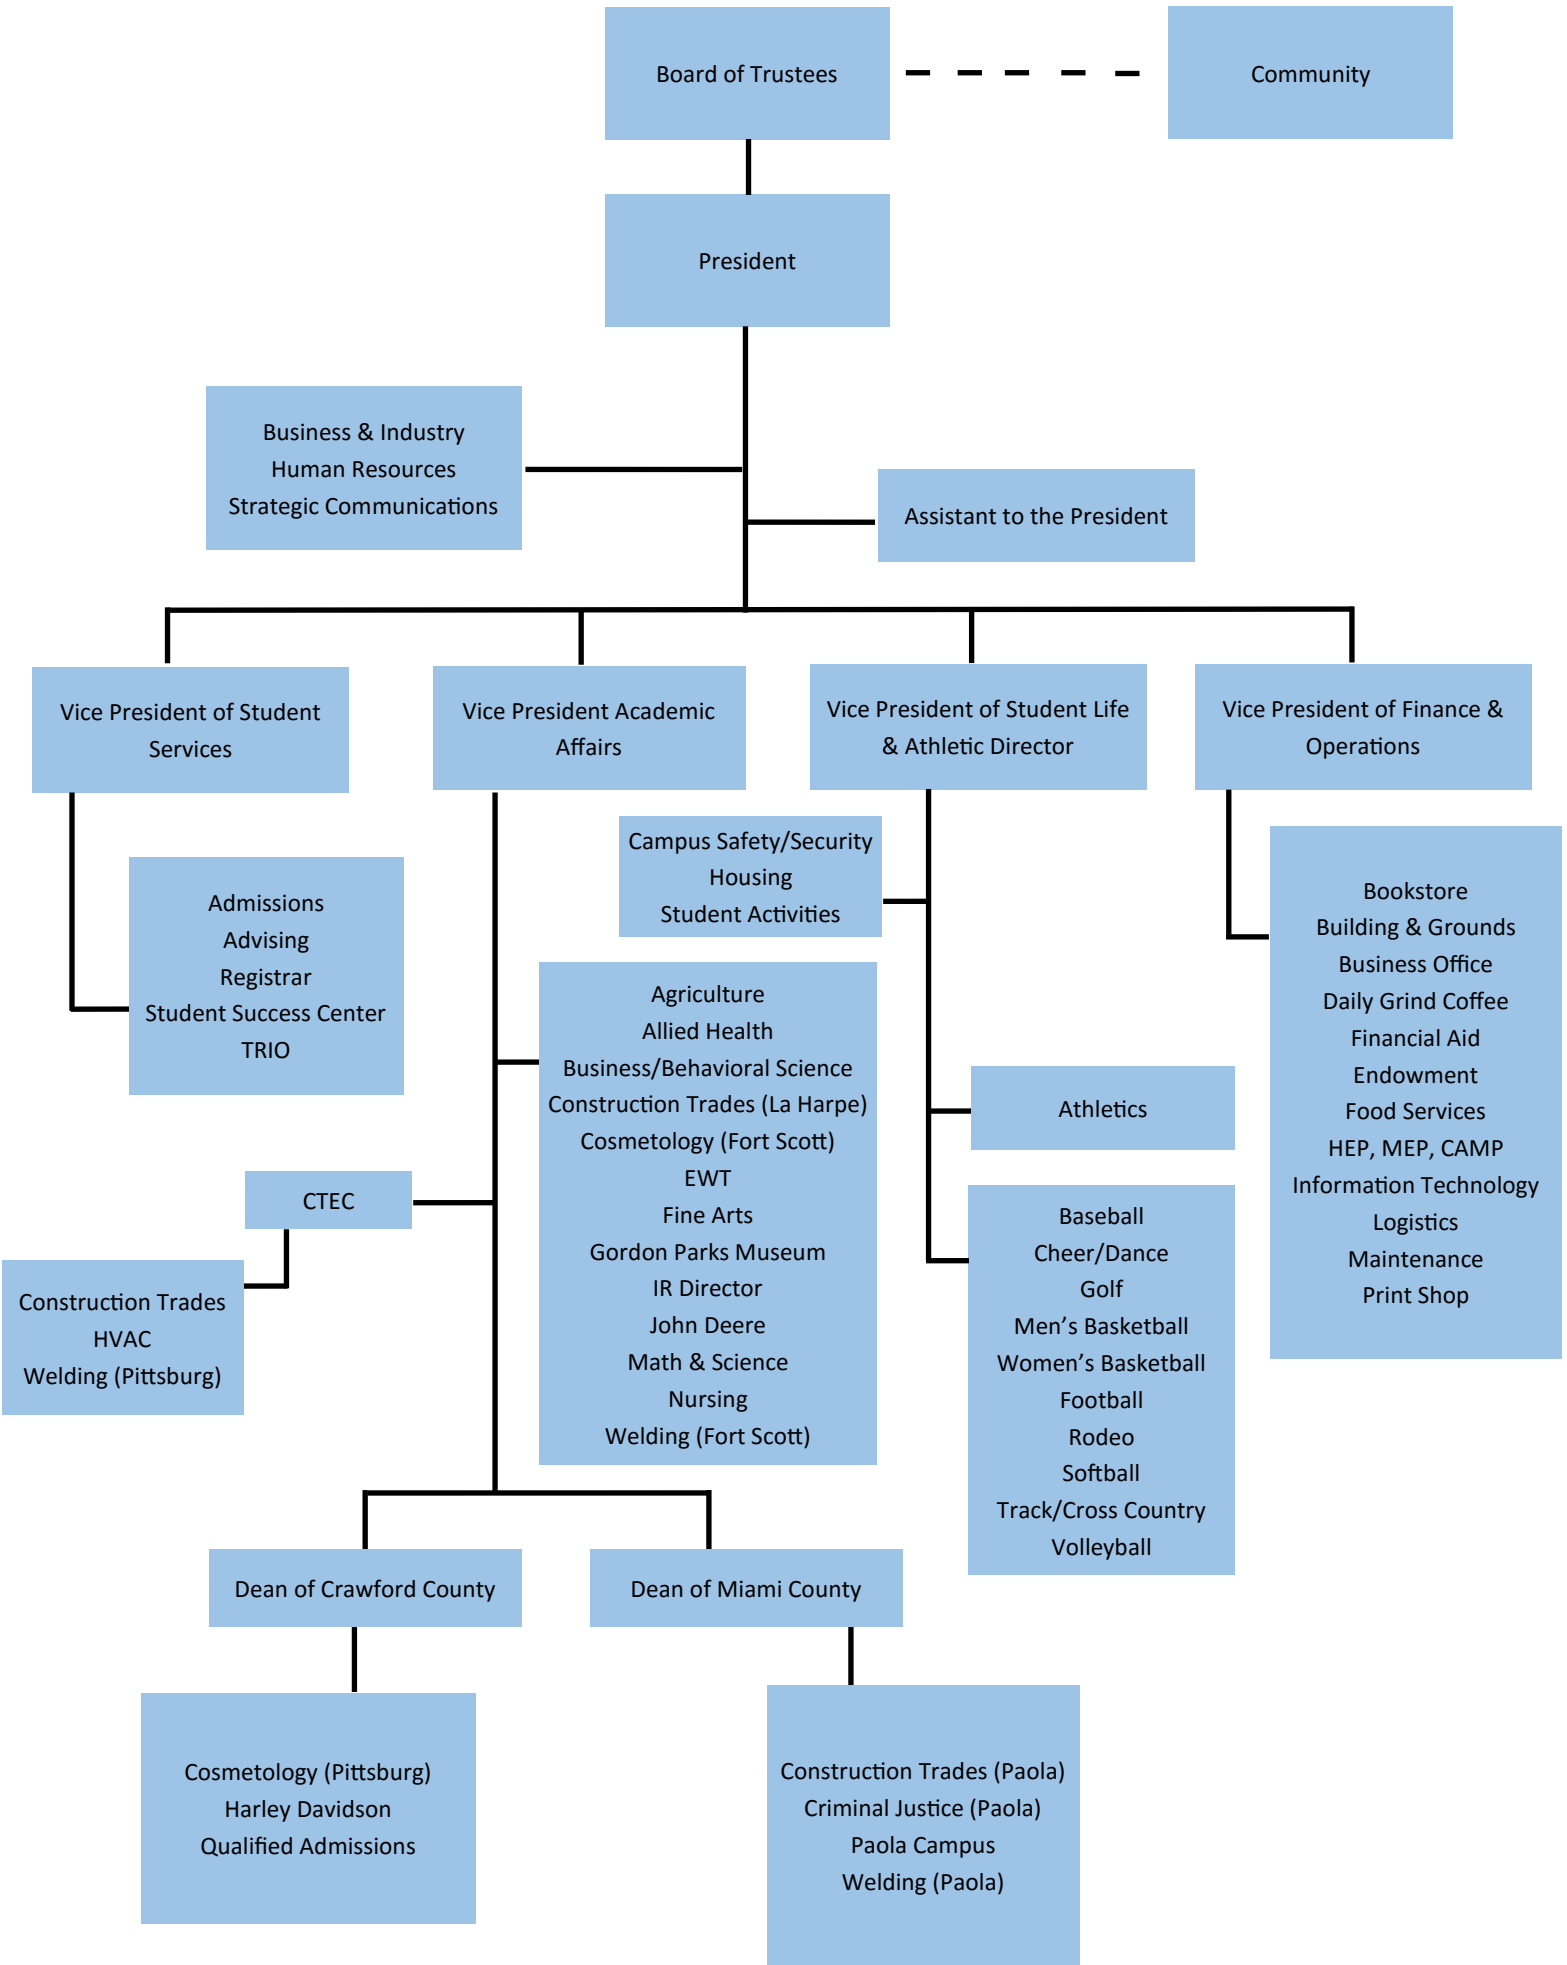 Board of Trustees
Community
President
Business & Industry
Human Resources
Strategic Communications
Assistant to the President
Vice President of Student
Services
Vice President Academic
Affairs
Vice President of Student Life
& Athletic Director
Vice President of Finance &
Operations
Admissions
Advising
Registrar
Student Success Center
TRIO
CTEC
Construction Trades
HVAC
Welding (Pittsburg)
Agriculture
Allied Health
Business/Behavioral Science
Construction Trades (La Harpe)
Cosmetology (Fort Scott)
EWT
Fine Arts
Gordon Parks Museum
IR Director
John Deere
Math & Science
Nursing
Welding (Fort Scott)
Campus Safety/Security
Housing
Student Activities
Athletics
Baseball
Cheer/Dance
Golf
Men’s Basketball
Women’s Basketball
Football
Rodeo
Softball
Track/Cross Country
Volleyball
Bookstore
Building & Grounds
Business Office
Daily Grind Coffee
Financial Aid
Endowment
Food Services
HEP, MEP, CAMP
Information Technology
Logistics
Maintenance
Print Shop
Dean of Crawford County
Dean of Miami County
Cosmetology (Pittsburg)
Harley Davidson
Qualified Admissions
Construction Trades (Paola)
Criminal Justice (Paola)
Paola Campus
Welding (Paola)